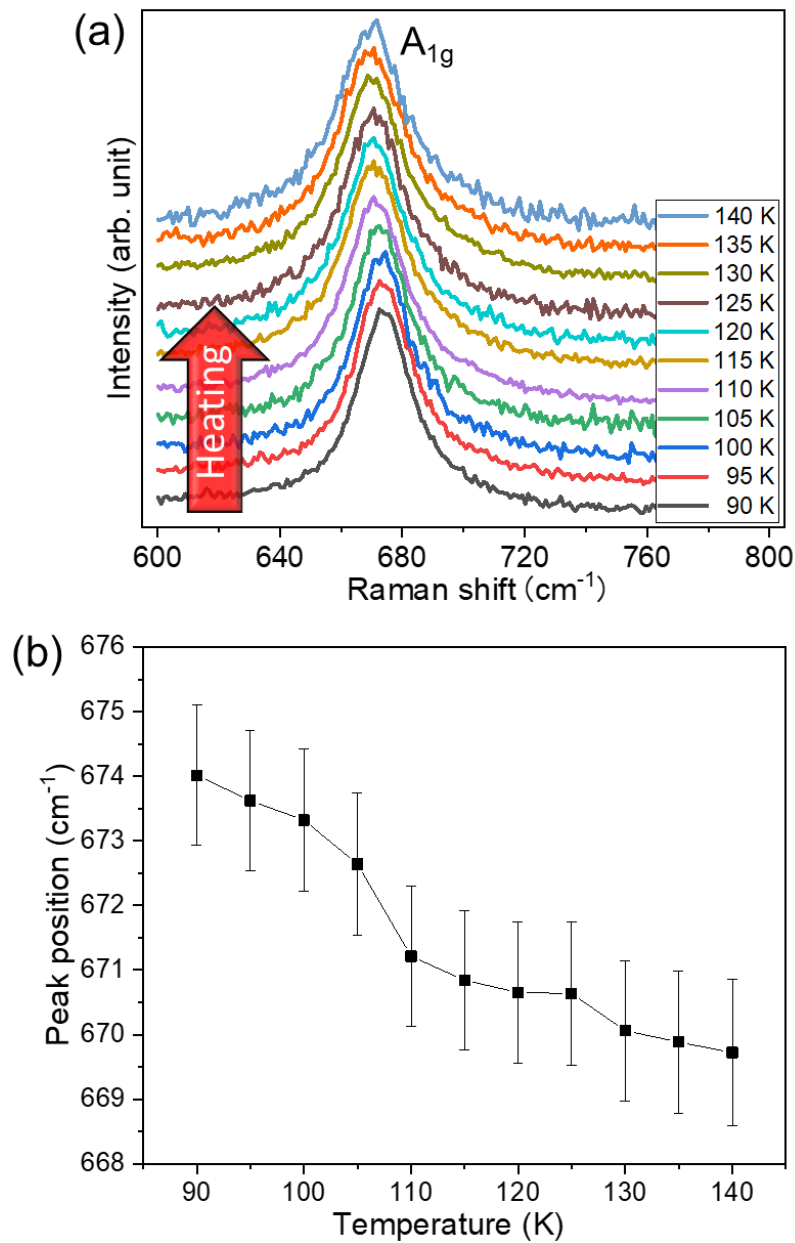 (a)
A1g
Intensity (arb. unit)
Heating
140 K
135 K
130 K
125 K
120 K
115 K
110 K
105 K
100 K
95 K
90 K
600 640 680 720 760 800
Raman shift (cm-1)
(b)
676
675
674
673
672
671
670
669
668
Peak position (cm-1)
90 100 110 120 130 140
Temperature (K)